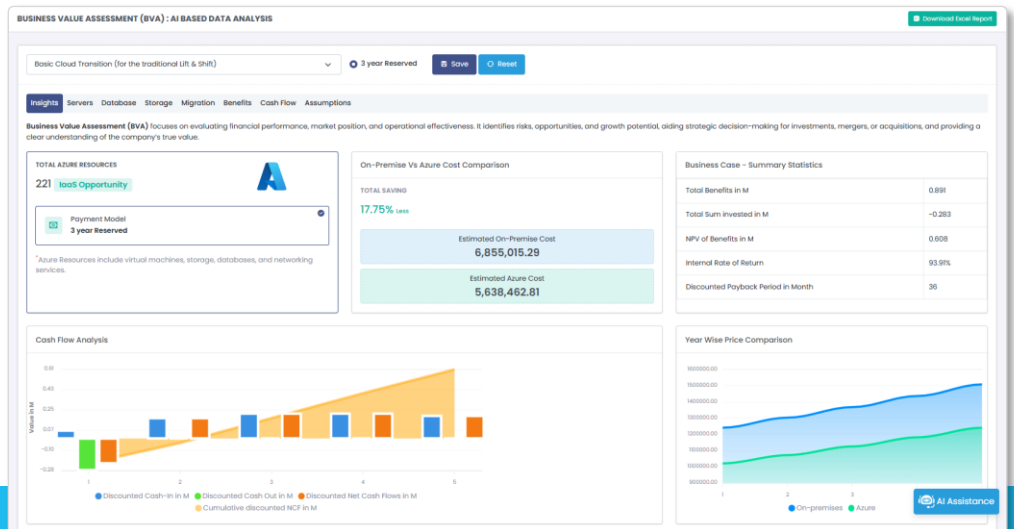 BUSINESS VALUE ASSESSMENT (BVA) : AI BASED DATA ANALYSIS
Download Excel Report
Basic Cloud Transition (for the traditional Lift & Shift)
3 year Reserved
Save
Reset
Insights Servers Database Storage Migration Benefits Cash Flow Assumptions
Business Value Assessment (BVA) focuses on evaluating financial performance, market position, and operational effectiveness. It identifies risks, opportunities, and growth potential, aiding strategic decision-making for investments, mergers, or acquisitions, and providing a
clear understanding of the company's true value.
TOTAL AZURE RESOURCES
221 IaaS Opportunity
Payment Model
3 year Reserved
*Azure Resources include virtual machines, storage, databases, and networking
services.
On-Premise Vs Azure Cost Comparison
TOTAL SAVING
17.75% Less
Estimated On-Premise Cost
6,855,015.29
Estimated Azure Cost
5,638,462.81
Business Case - Summary Statistics
Total Benefits in M 0.891
Total Sum invested in M -0.283
NPV of Benefits in M 0.608
Internal Rate of Return 93.91%
Discounted Payback Period in Month 36
Cash Flow Analysis
Value in M
0.61
0.43
0.25
0.07
-0.10
-0.28
1 2 3 4 5
Discounted Cash-In in M Discounted Cash Out in M Discounted Net Cash Flows in M
Cumulative discounted NCF in M
Year Wise Price Comparison
1600000.00
1500000.00
1400000.00
1300000.00
1200000.00
1100000.00
1000000.00
900000.00
1 2 3
On-premises Azure
AI Assistance